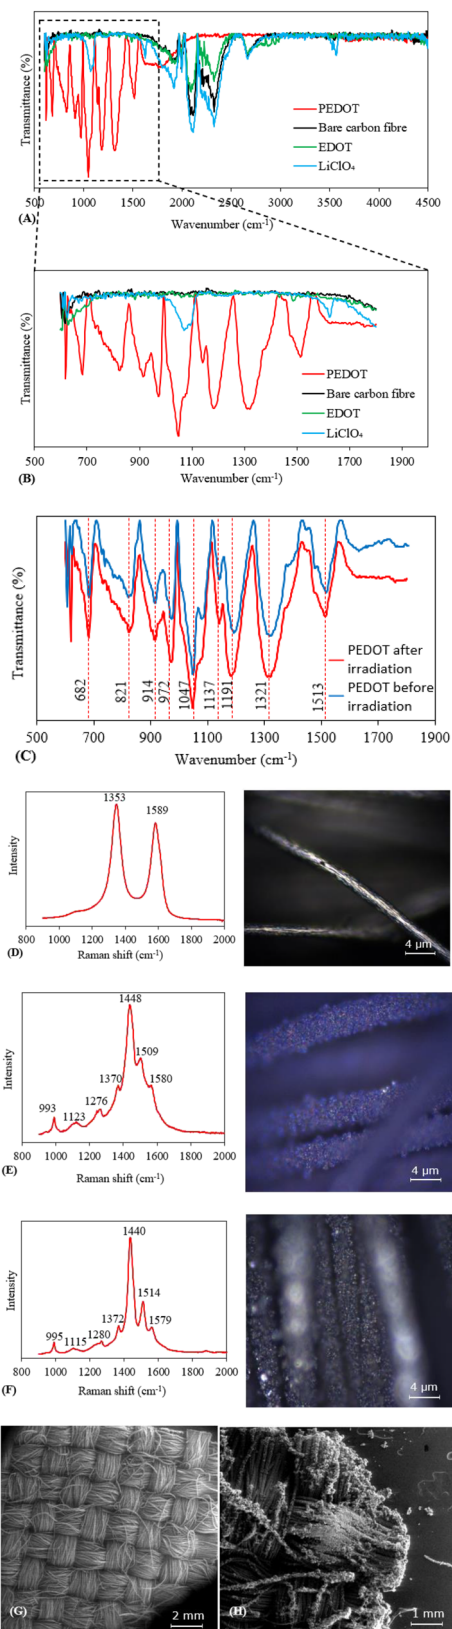 Transmittance (%)
PEDOT
Bare carbon fibre
EDOT
LiClO₄
500 1000 1500 2000 2500 3000 3500 4000 4500
(A)
Wavenumber (cm⁻¹)
Transmittance (%)
PEDOT
Bare carbon fibre
EDOT
LiClO₄
500 700 900 1100 1300 1500 1700 1900
(B)
Wavenumber (cm⁻¹)
Transmittance (%)
682
821
914
972
1047
1137
1191
1321
1513
PEDOT after
irradiation
PEDOT before
irradiation
500 700 900 1100 1300 1500 1700 1900
(C)
Wavenumber (cm⁻¹)
Intensity
1353
1589
800 1000 1200 1400 1600 1800 2000
Raman shift (cm⁻¹)
(D)
4 µm
Intensity
993
1123
1276
1370
1448
1509
1580
800 1000 1200 1400 1600 1800 2000
Raman shift (cm⁻¹)
(E)
4 µm
Intensity
995
1115
1280
1372
1440
1514
1579
800 1000 1200 1400 1600 1800 2000
Raman shift (cm⁻¹)
(F)
4 µm
(G)
2 mm
(H)
1 mm